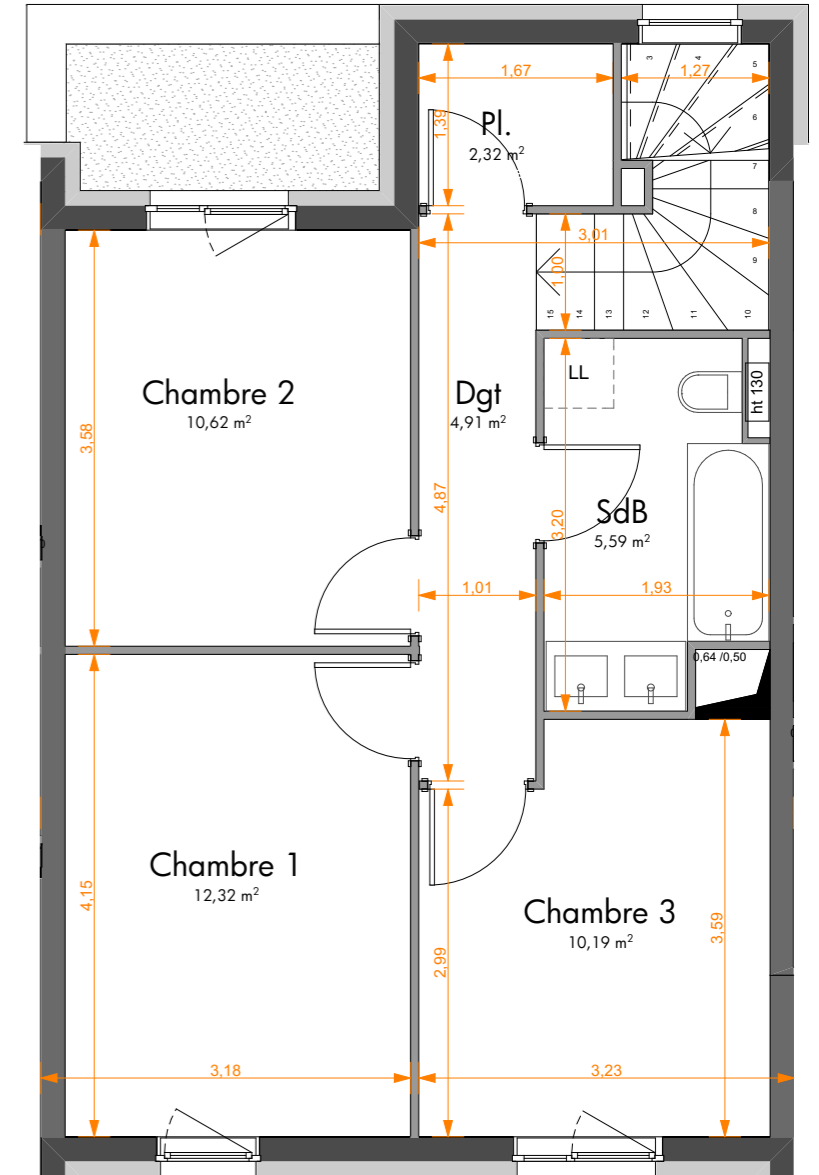 3
4
5
1,67
1,27
6
1,39
Pl.
2,32 m²
7
8
3,01
9
1,00
15
14
13
12
11
10
LL
ht 130
Chambre 2
10,62 m²
Dgt
4,91 m²
3,58
4,87
3,20
SdB
5,59 m²
1,01
1,93
0,64 /0,50
Chambre 1
12,32 m²
4,15
Chambre 3
10,19 m²
3,59
2,99
3,18
3,23